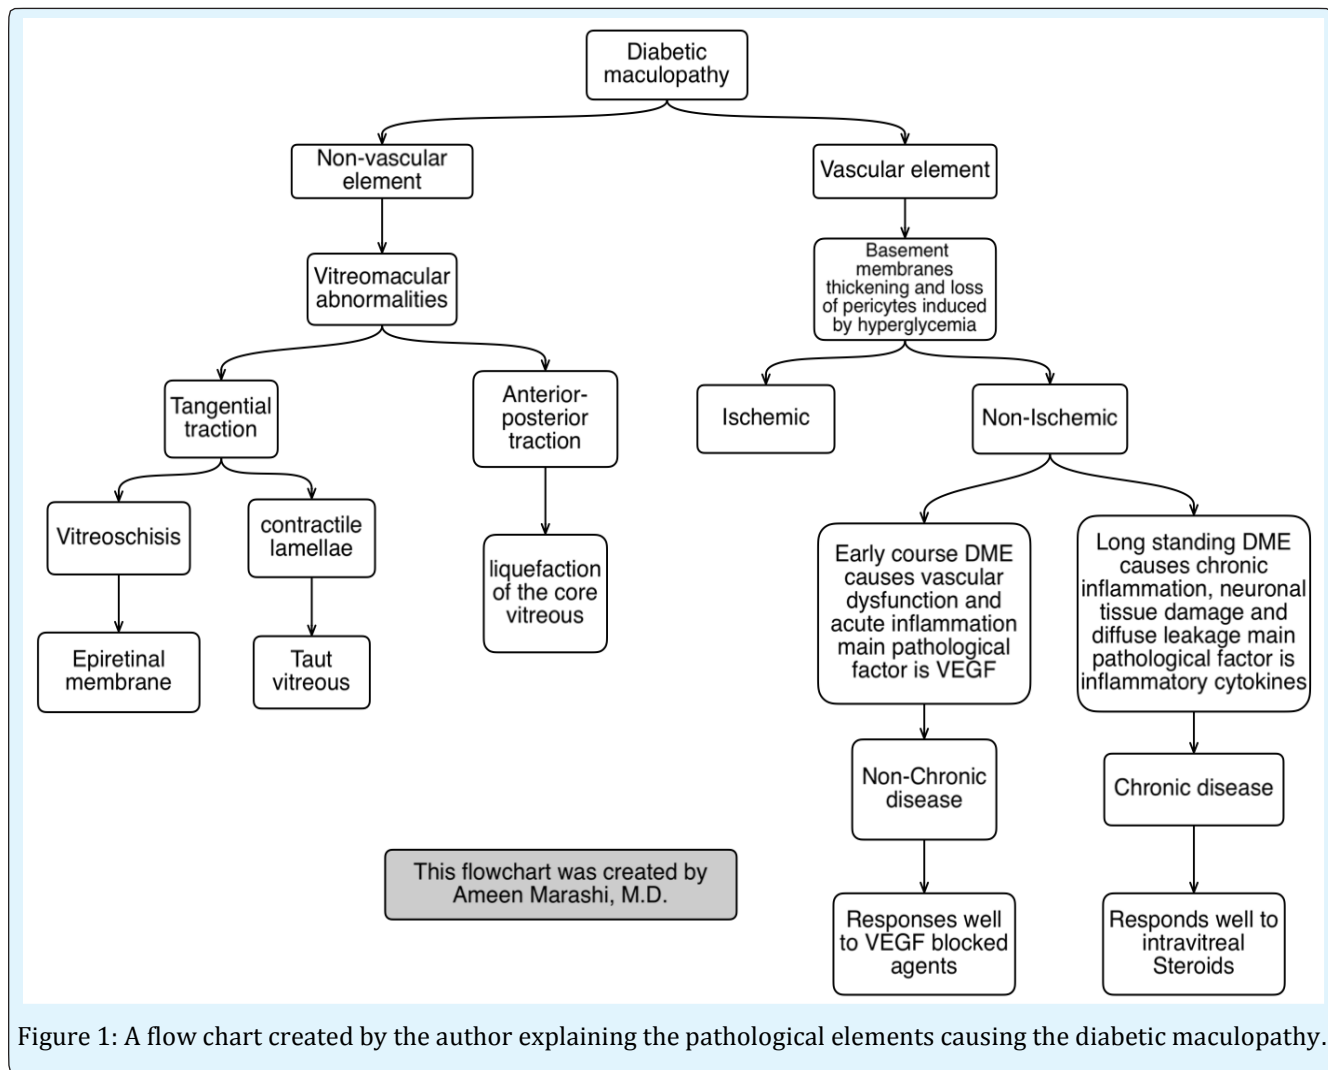 Diabetic
maculopathy
Non-vascular
element
Vascular element
Vitreomacular
abnormalities
Basement
membranes
thickening and loss
of pericytes induced
by hyperglycemia
Tangential
traction
Anterior-
posterior
traction
Ischemic
Non-Ischemic
Vitreoschisis
contractile
lamellae
liquefaction
of the core
vitreous
Early course DME
causes vascular
dysfunction and
acute inflammation
main pathological
factor is VEGF
Long standing DME
causes chronic
inflammation, neuronal
tissue damage and
diffuse leakage main
pathological factor is
inflammatory cytokines
Epiretinal
membrane
Taut
vitreous
Non-Chronic
disease
Chronic disease
This flowchart was created by
Ameen Marashi, M.D.
Responses well
to VEGF blocked
agents
Responds well to
intravitreal
Steroids
Figure 1: A flow chart created by the author explaining the pathological elements causing the diabetic maculopathy.